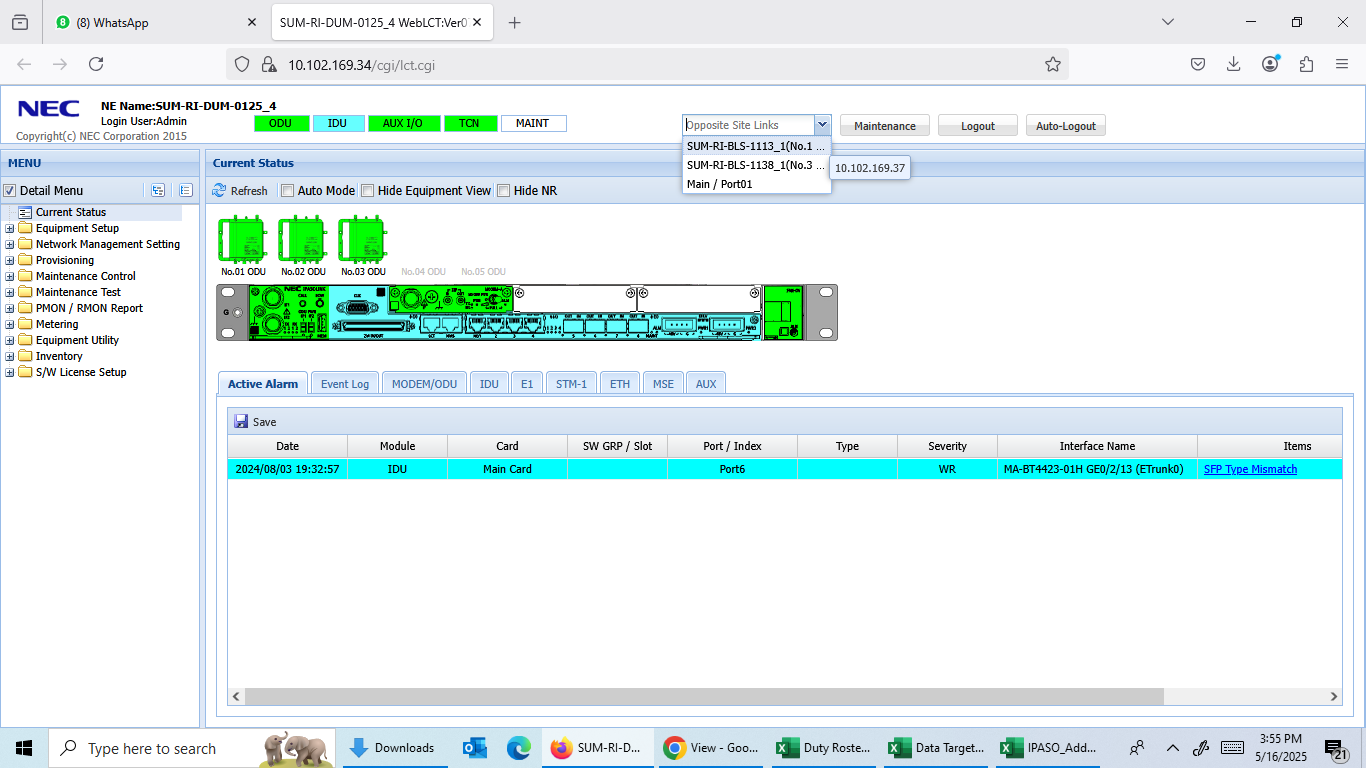 (8) WhatsApp
SUM-RI-DUM-0125_4 WebLCT:Ver0
10.102.169.34/cgi/lct.cgi
NEC
NE Name:SUM-RI-DUM-0125_4
Login User:Admin
Copyright(c) NEC Corporation 2015
ODU IDU AUX I/O TCN MAINT
Opposite Site Links
Maintenance Logout Auto-Logout
SUM-RI-BLS-1113_1(No.1 ...
SUM-RI-BLS-1138_1(No.3 ...
Main / Port01
10.102.169.37
MENU
Detail Menu
Current Status
Equipment Setup
Network Management Setting
Provisioning
Maintenance Control
Maintenance Test
PMON / RMON Report
Metering
Equipment Utility
Inventory
S/W License Setup
Current Status
Refresh Auto Mode Hide Equipment View Hide NR
No.01 ODU No.02 ODU No.03 ODU No.04 ODU No.05 ODU
Active Alarm Event Log MODEM/ODU IDU E1 STM-1 ETH MSE AUX
Save
Date Module Card SW GRP / Slot Port / Index Type Severity Interface Name Items
2024/08/03 19:32:57 IDU Main Card Port6 WR MA-BT4423-01H GE0/2/13 (ETrunk0) SFP Type Mismatch
Type here to search
Downloads
SUM-RI-D...
View - Goo...
Duty Roste...
Data Target...
IPASO_Add...
3:55 PM
5/16/2025
21